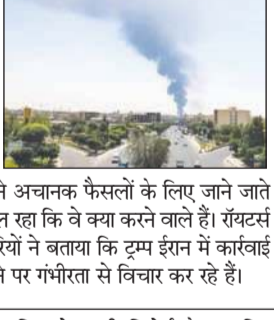 अचानक फैसलों के लिए जाने जाते
रहा कि वे क्या करने वाले हैं। रॉयटर्स
ने बताया कि ट्रम्प ईरान में कार्रवाई
पर गंभीरता से विचार कर रहे हैं।